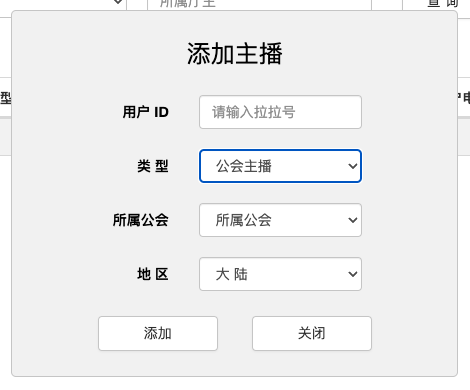 所属厅主
查 询
型
添加主播
用户 ID
请输入拉拉号
类 型
公会主播
所属公会
所属公会
地 区
大 陆
添加
关闭